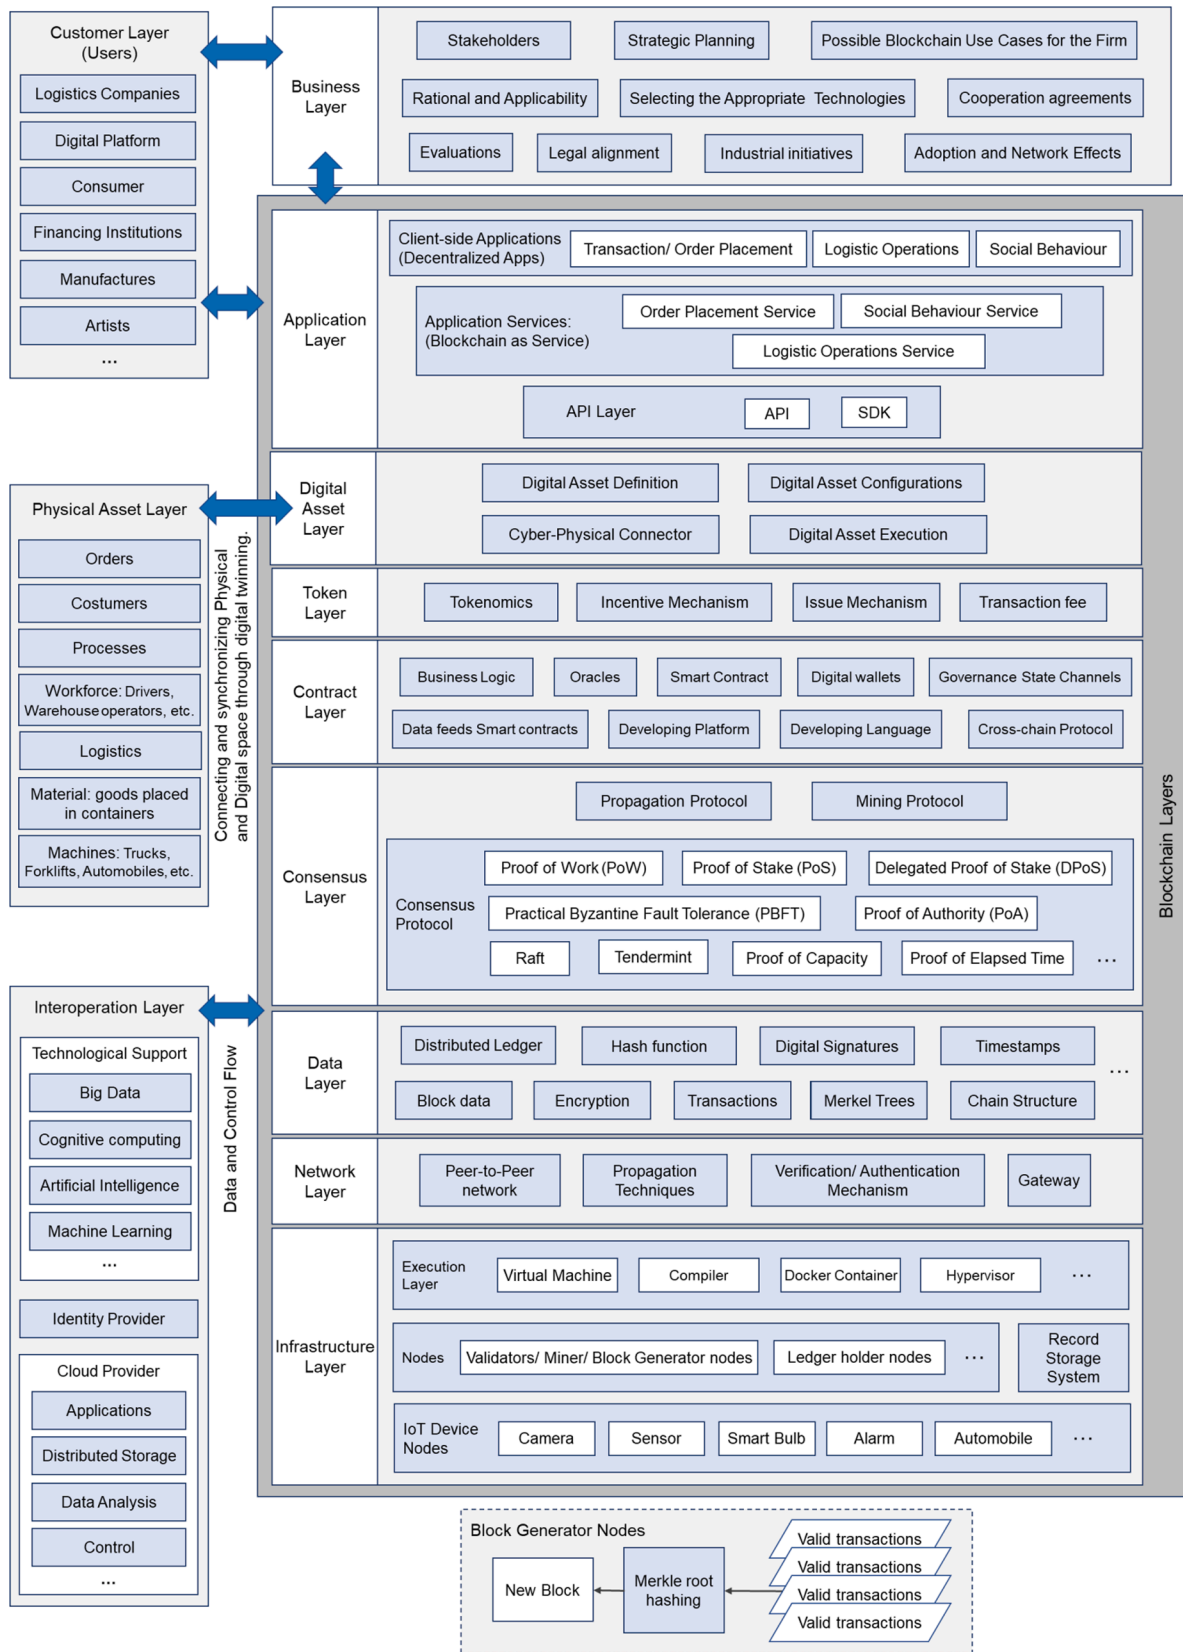 Customer Layer
(Users)
Logistics Companies
Digital Platform
Consumer
Financing Institutions
Manufactures
Artists
...
Business
Layer
Stakeholders
Strategic Planning
Possible Blockchain Use Cases for the Firm
Rational and Applicability
Selecting the Appropriate Technologies
Cooperation agreements
Evaluations
Legal alignment
Industrial initiatives
Adoption and Network Effects
Blockchain Layers
Application
Layer
Client-side Applications
(Decentralized Apps)
Transaction/ Order Placement
Logistic Operations
Social Behaviour
Application Services:
(Blockchain as Service)
Order Placement Service
Social Behaviour Service
Logistic Operations Service
API Layer
API
SDK
Physical Asset Layer
Orders
Costumers
Processes
Workforce: Drivers,
Warehouse operators, etc.
Logistics
Material: goods placed
in containers
Machines: Trucks,
Forklifts, Automobiles, etc.
Connecting and synchronizing Physical
and Digital space through digital twinning.
Digital
Asset
Layer
Digital Asset Definition
Digital Asset Configurations
Cyber-Physical Connector
Digital Asset Execution
Token
Layer
Tokenomics
Incentive Mechanism
Issue Mechanism
Transaction fee
Contract
Layer
Business Logic
Oracles
Smart Contract
Digital wallets
Governance State Channels
Data feeds Smart contracts
Developing Platform
Developing Language
Cross-chain Protocol
Consensus
Layer
Propagation Protocol
Mining Protocol
Consensus
Protocol
Proof of Work (PoW)
Proof of Stake (PoS)
Delegated Proof of Stake (DPoS)
Practical Byzantine Fault Tolerance (PBFT)
Proof of Authority (PoA)
Raft
Tendermint
Proof of Capacity
Proof of Elapsed Time
...
Interoperation Layer
Technological Support
Big Data
Cognitive computing
Artificial Intelligence
Machine Learning
...
Identity Provider
Cloud Provider
Applications
Distributed Storage
Data Analysis
Control
...
Data and Control Flow
Data
Layer
Distributed Ledger
Hash function
Digital Signatures
Timestamps
...
Block data
Encryption
Transactions
Merkel Trees
Chain Structure
Network
Layer
Peer-to-Peer
network
Propagation
Techniques
Verification/ Authentication
Mechanism
Gateway
Infrastructure
Layer
Execution
Layer
Virtual Machine
Compiler
Docker Container
Hypervisor
...
Nodes
Validators/ Miner/ Block Generator nodes
Ledger holder nodes
...
Record
Storage
System
IoT Device
Nodes
Camera
Sensor
Smart Bulb
Alarm
Automobile
...
Block Generator Nodes
New Block
Merkle root
hashing
Valid transactions
Valid transactions
Valid transactions
Valid transactions